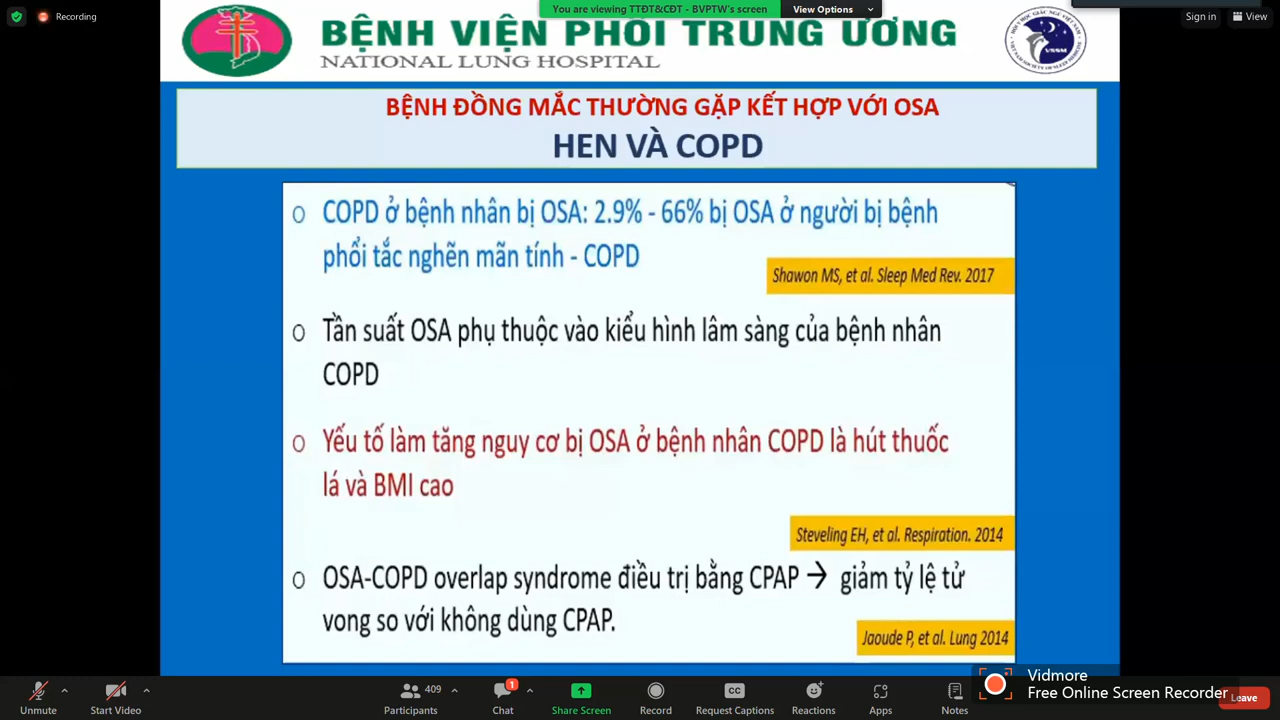 Recording
You are viewing TTĐT&CĐT - BVPTW's screen
View Options
Sign in
View
BỆNH VIỆN PHỔI TRUNG ƯƠNG
NATIONAL LUNG HOSPITAL
VSSM
BỆNH ĐỒNG MẮC THƯỜNG GẶP KẾT HỢP VỚI OSA
HEN VÀ COPD
o COPD ở bệnh nhân bị OSA: 2.9% - 66% bị OSA ở người bị bệnh
phổi tắc nghẽn mãn tính - COPD
Shawon MS, et al. Sleep Med Rev. 2017
o Tần suất OSA phụ thuộc vào kiểu hình lâm sàng của bệnh nhân
COPD
o Yếu tố làm tăng nguy cơ bị OSA ở bệnh nhân COPD là hút thuốc
lá và BMI cao
Steveling EH, et al. Respiration. 2014
o OSA-COPD overlap syndrome điều trị bằng CPAP → giảm tỷ lệ tử
vong so với không dùng CPAP.
Jaoude P, et al. Lung 2014
Unmute
Start Video
409
Participants
1
Chat
Share Screen
Record
CC
Request Captions
Reactions
Apps
Notes
Vidmore
Free Online Screen Recorder
Leave